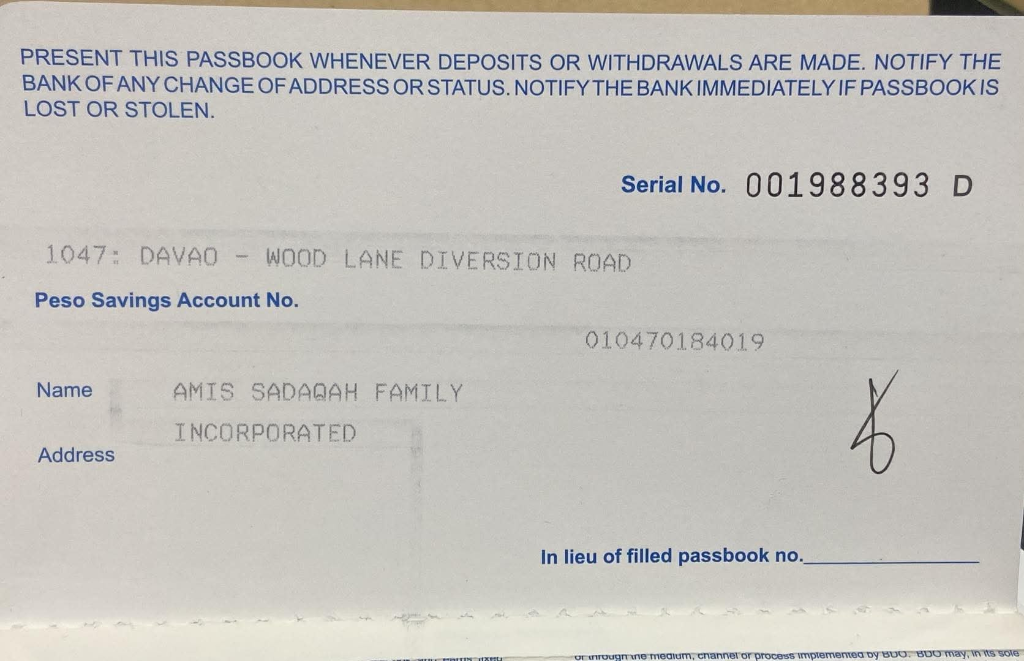 PRESENT THIS PASSBOOK WHENEVER DEPOSITS OR WITHDRAWALS ARE MADE. NOTIFY THE
BANK OF ANY CHANGE OF ADDRESS OR STATUS. NOTIFY THE BANK IMMEDIATELY IF PASSBOOK IS
LOST OR STOLEN.
Serial No. 001988393 D
1047: DAVAO - WOOD LANE DIVERSION ROAD
Peso Savings Account No.
010470184019
Name AMIS SADAQAH FAMILY
INCORPORATED
Address
In lieu of filled passbook no.
or through the medium, channel or process implemented by BDO. BDO may, in its sole